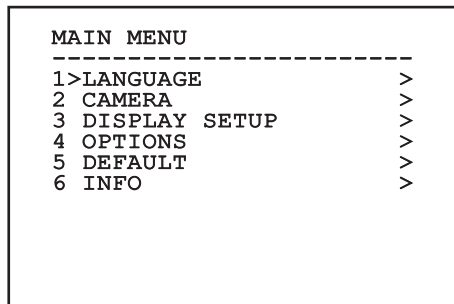 MAIN MENU
--------------------------
1>LANGUAGE >
2 CAMERA >
3 DISPLAY SETUP >
4 OPTIONS >
5 DEFAULT >
6 INFO >